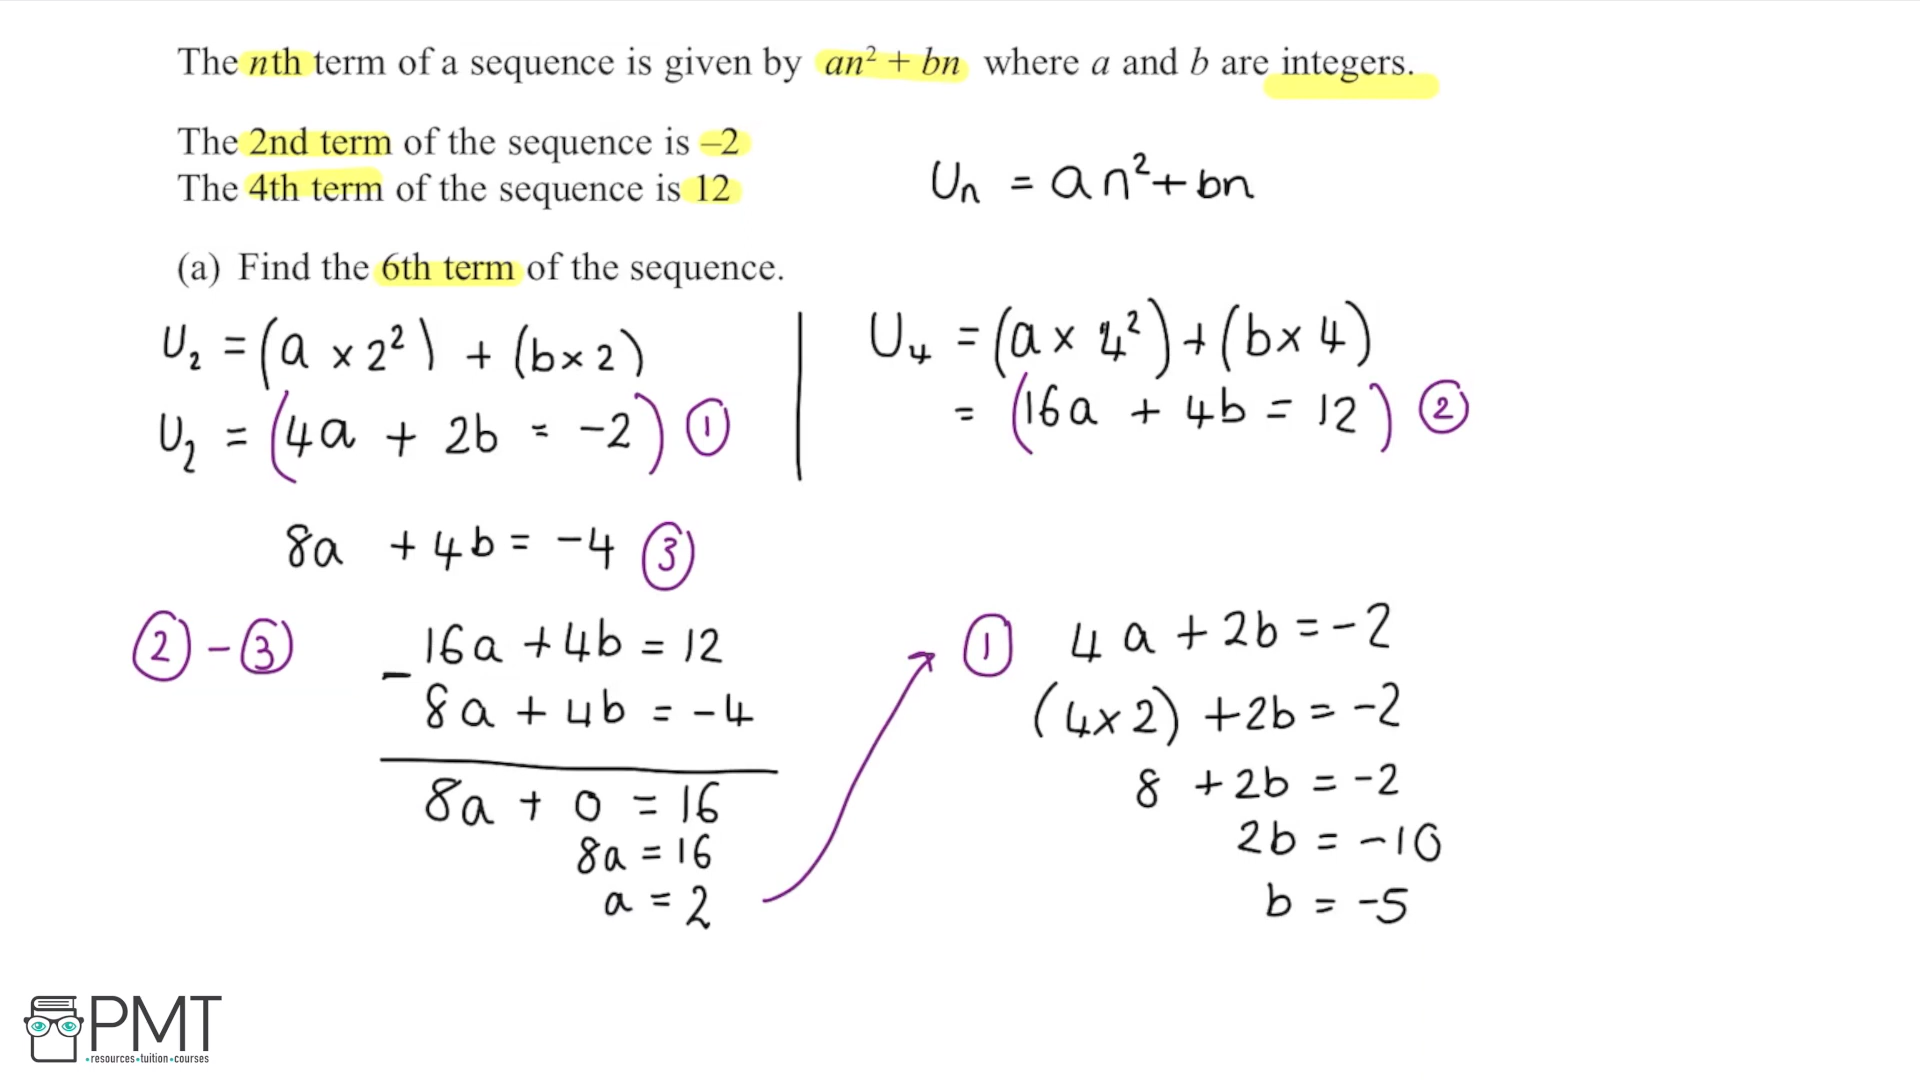 The nth term of a sequence is given by an² + bn where a and b are integers.
The 2nd term of the sequence is –2
The 4th term of the sequence is 12
Uₙ = an² + bn
(a) Find the 6th term of the sequence.
U₂ = (a × 2²) + (b × 2)
U₂ = (4a + 2b = -2) ①
U₄ = (a × 4²) + (b × 4)
= (16a + 4b = 12) ②
8a + 4b = -4 ③
② - ③
16a + 4b = 12
- 8a + 4b = -4
8a + 0 = 16
8a = 16
a = 2
① 4a + 2b = -2
(4×2) + 2b = -2
8 + 2b = -2
2b = -10
b = -5
PMT
•resources•tuition•courses